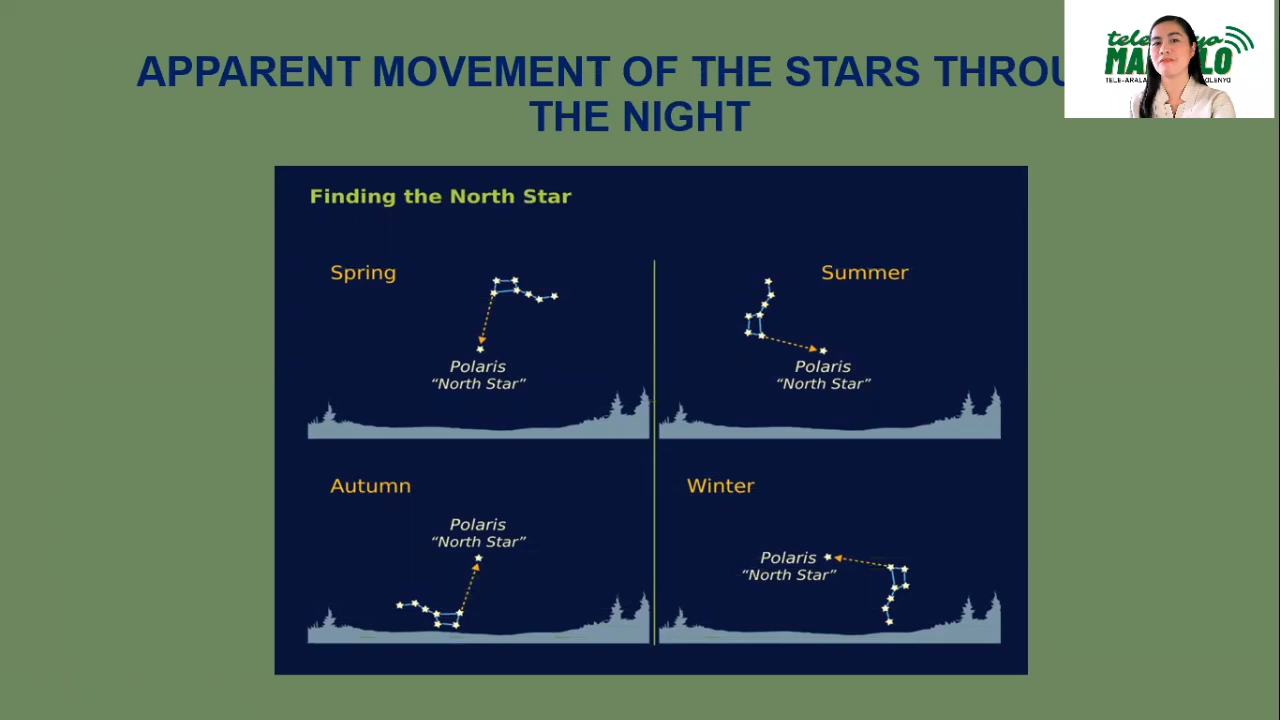 APPARENT MOVEMENT OF THE STARS
THE NIGHT
Finding the North Star
Spring
Summer
Polaris
“North Star”
Polaris
“North Star”
Autumn
Winter
Polaris
“North Star”
Polaris
“North Star”